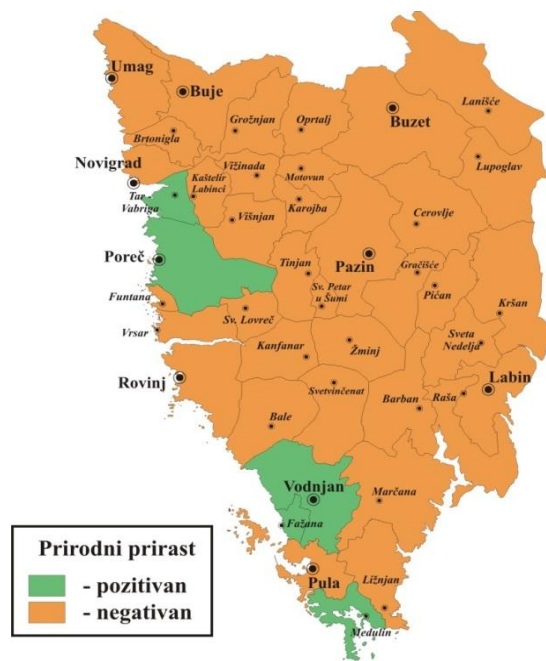 Umag
Buje
Buzet
Lanišće
Grožnjan
Oprtalj
Brtonigla
Lupoglav
Novigrad
Vižinada
Kaštelir
Labinci
Motovun
Tar -
Vabriga
Karojba
Višnjan
Cerovlje
Poreč
Tinjan
Pazin
Gračišće
Sv. Petar
u Šumi
Pićan
Funtana
Kršan
Sv. Lovreč
Vrsar
Kanfanar
Žminj
Sveta
Nedelja
Rovinj
Svetvinčenat
Barban
Raša
Labin
Bale
Vodnjan
Marčana
Fažana
Prirodni prirast
- pozitivan
- negativan
Pula
Ližnjan
Medulin